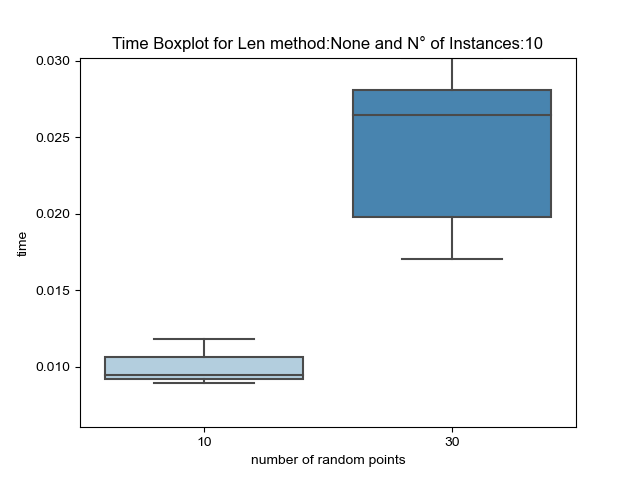 Time Boxplot for Len method:None and N° of Instances:10
0.030
0.025
0.020
0.015
0.010
time
10
30
number of random points